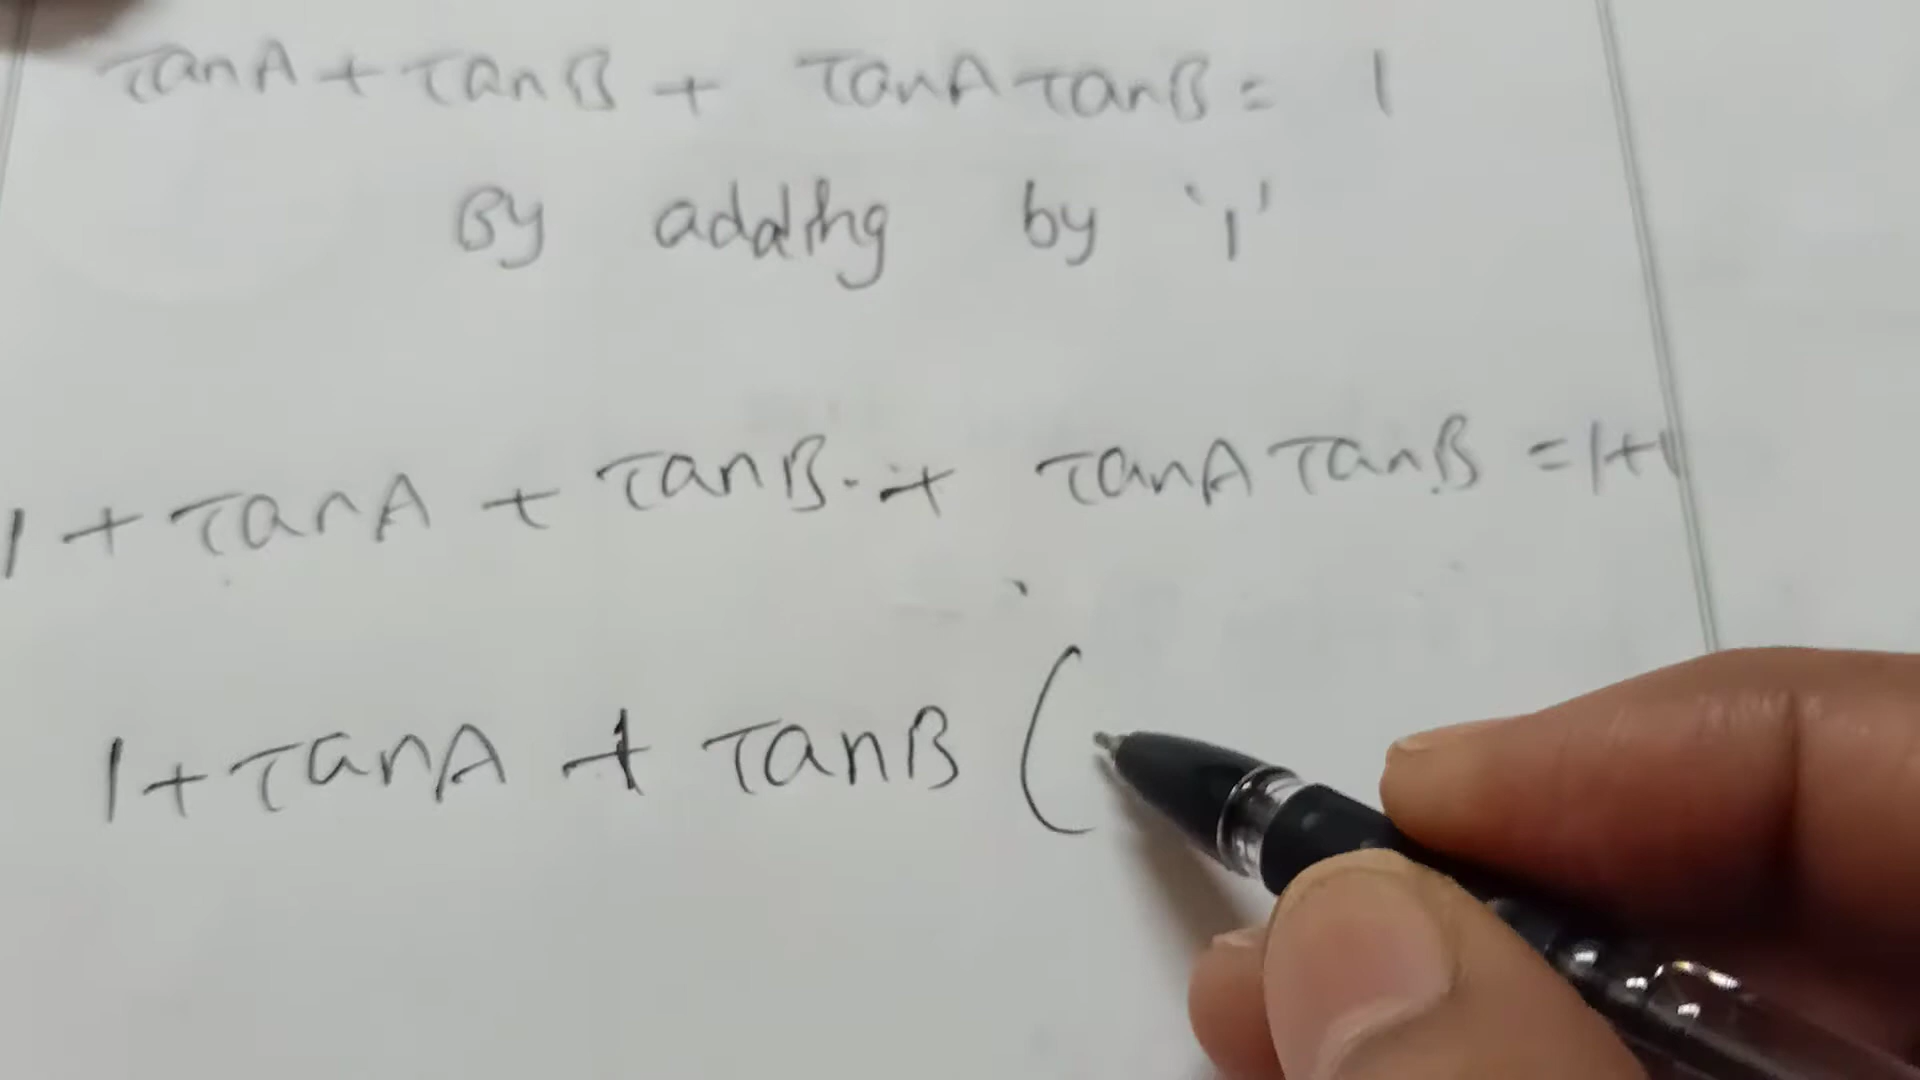 TanA + TanB + TanA TanB = 1
By adding by '1'
1 + TanA + TanB + TanA TanB = 1+1
1 + TanA + TanB (